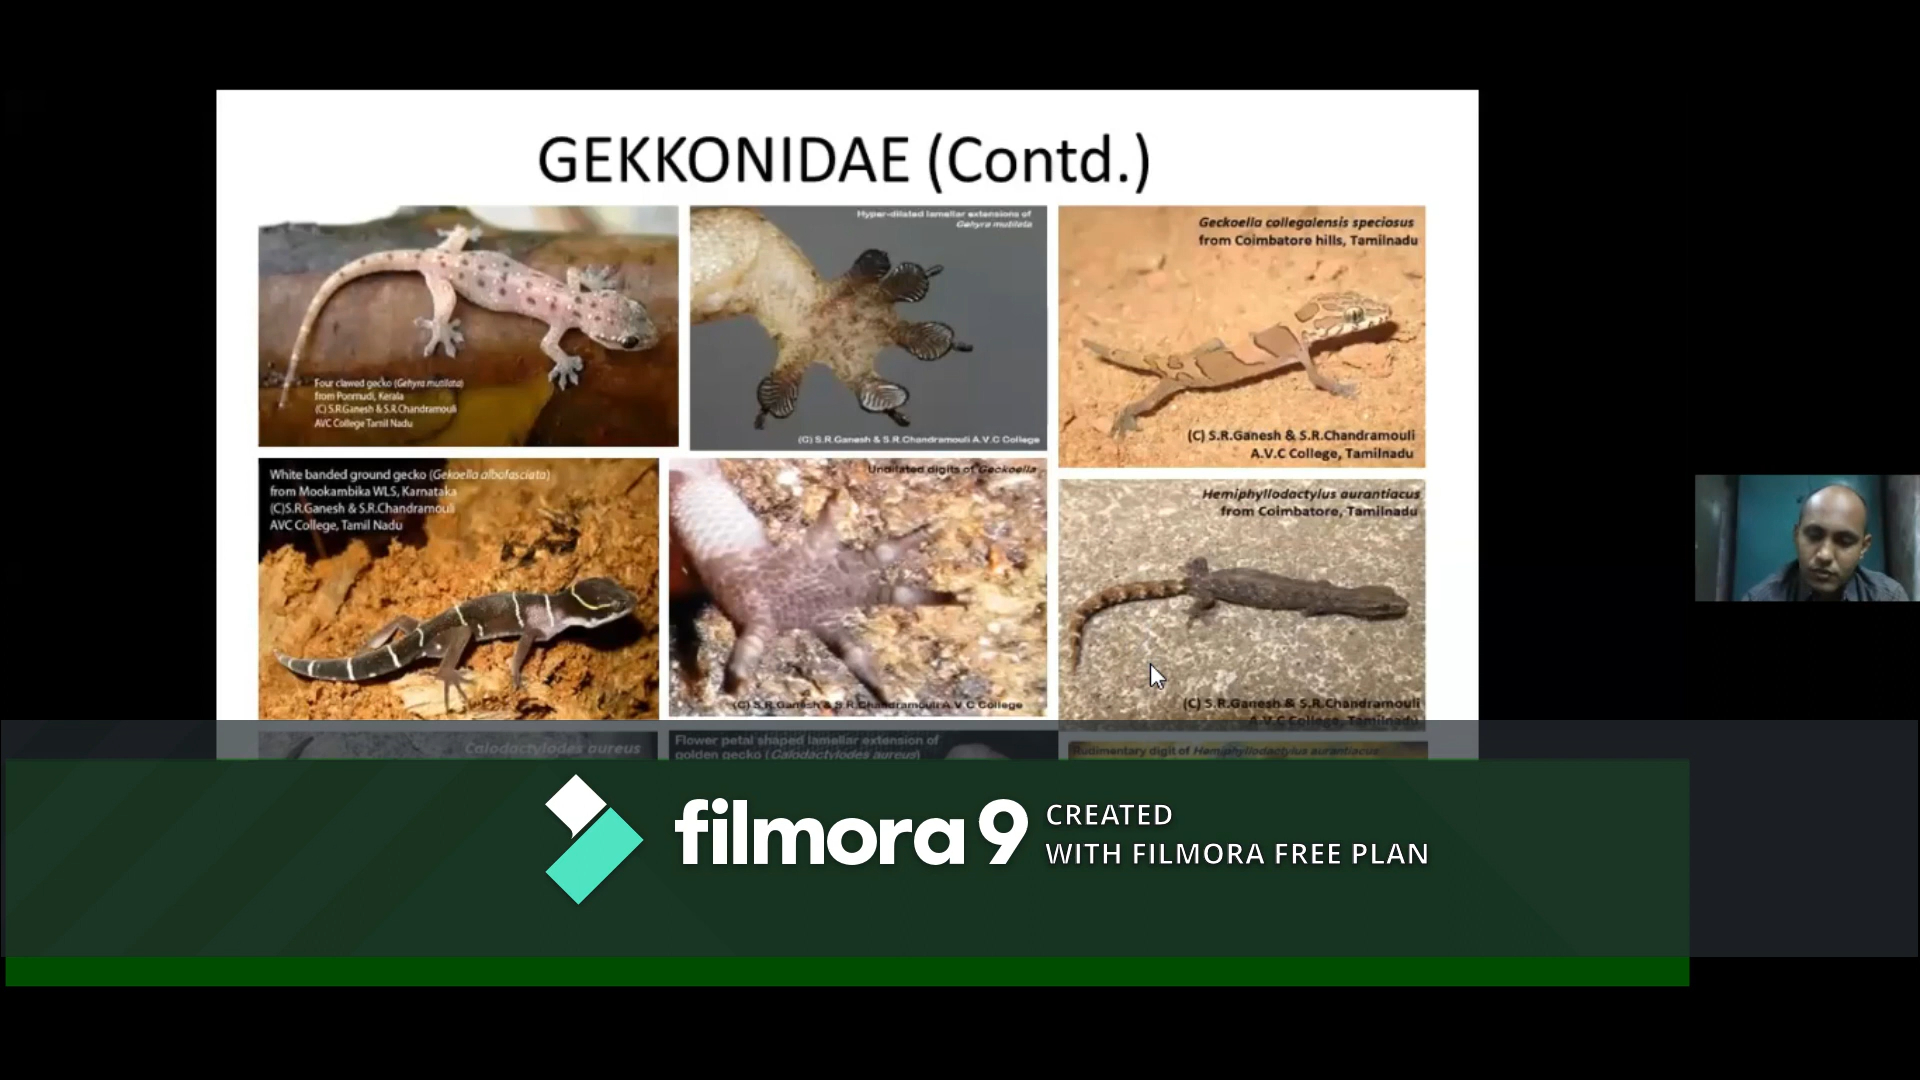 GEKKONIDAE (Contd.)
Four clawed gecko (Gehyra mutilata)
from Ponmudi, Kerala
(C) S.R.Ganesh & S.R.Chandramouli
AVC College Tamil Nadu
Hyper-dilated lamellar extensions of
Gehyra mutilata
(C) S.R.Ganesh & S.R.Chandramouli A.V.C College
Geckoella collegalensis speciosus
from Coimbatore hills, Tamilnadu
(C) S.R.Ganesh & S.R.Chandramouli
A.V.C College, Tamilnadu
White banded ground gecko (Gekoella albofasciata)
from Mookambika WLS, Karnataka
(C)S.R.Ganesh & S.R.Chandramouli
AVC College, Tamil Nadu
Undilated digits of Geckoella
(C) S.R.Ganesh & S.R.Chandramouli A.V.C College
Hemiphyllodactylus aurantiacus
from Coimbatore, Tamilnadu
(C) S.R.Ganesh & S.R.Chandramouli
A.V.C College, Tamilnadu
Calodactylodes aureus
Flower petal shaped lamellar extension of
golden gecko (Calodactylodes aureus)
Rudimentary digit of Hemiphyllodactylus aurantiacus
filmora 9
CREATED
WITH FILMORA FREE PLAN